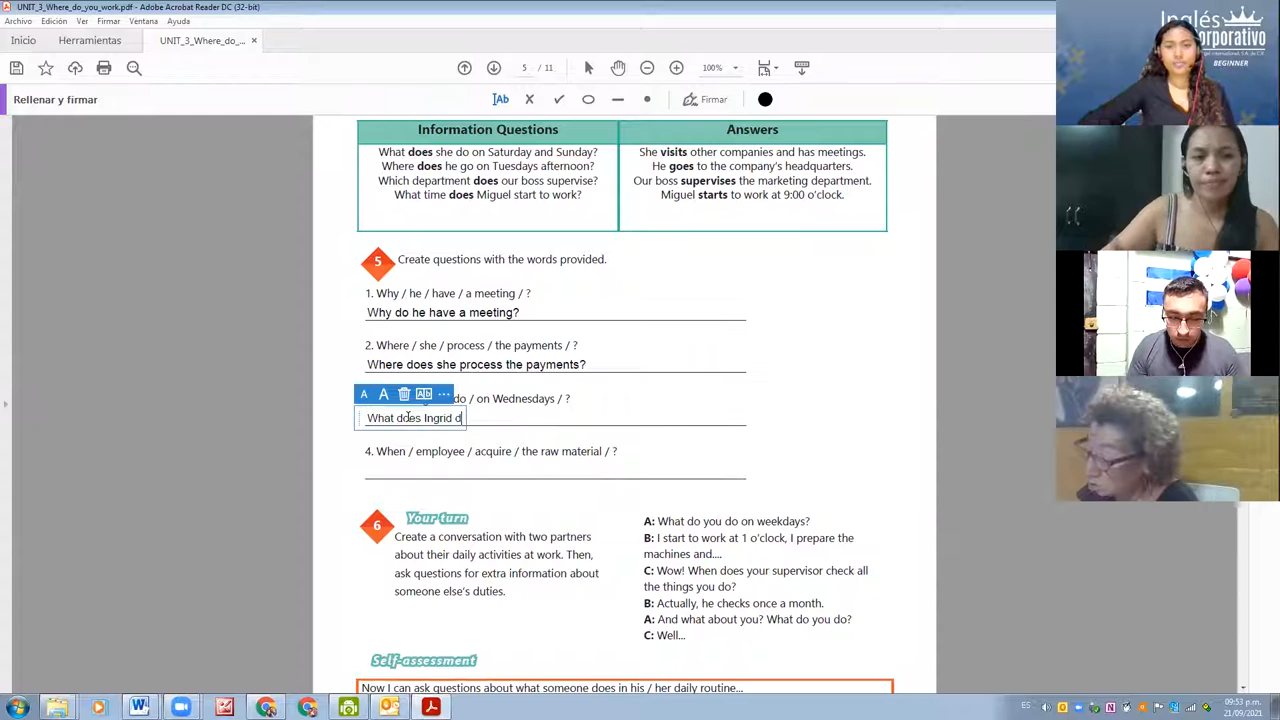 UNIT_3_Where_do_you_work.pdf - Adobe Acrobat Reader DC (32-bit)
Archivo Edición Ver Firmar Ventana Ayuda
Inicio Herramientas UNIT_3_Where_do_... ×
11 100%
Rellenar y firmar
IAb Firmar
Information Questions Answers
What does she do on Saturday and Sunday? She visits other companies and has meetings.
Where does he go on Tuesdays afternoon? He goes to the company's headquarters.
Which department does our boss supervise? Our boss supervises the marketing department.
What time does Miguel start to work? Miguel starts to work at 9:00 o'clock.
5 Create questions with the words provided.
1. Why / he / have / a meeting / ?
Why do he have a meeting?
2. Where / she / process / the payments / ?
Where does she process the payments?
A A Ab ...
do / on Wednesdays / ?
What does Ingrid d
4. When / employee / acquire / the raw material / ?
6 Your turn
Create a conversation with two partners
about their daily activities at work. Then,
ask questions for extra information about
someone else's duties.
A: What do you do on weekdays?
B: I start to work at 1 o'clock, I prepare the
machines and....
C: Wow! When does your supervisor check all
the things you do?
B: Actually, he checks once a month.
A: And what about you? What do you do?
C: Well...
Self-assessment
Now I can ask questions about what someone does in his / her daily routine...
Inglés
Corporativo
BEGINNER
ES
09:53 p.m.
21/09/2021